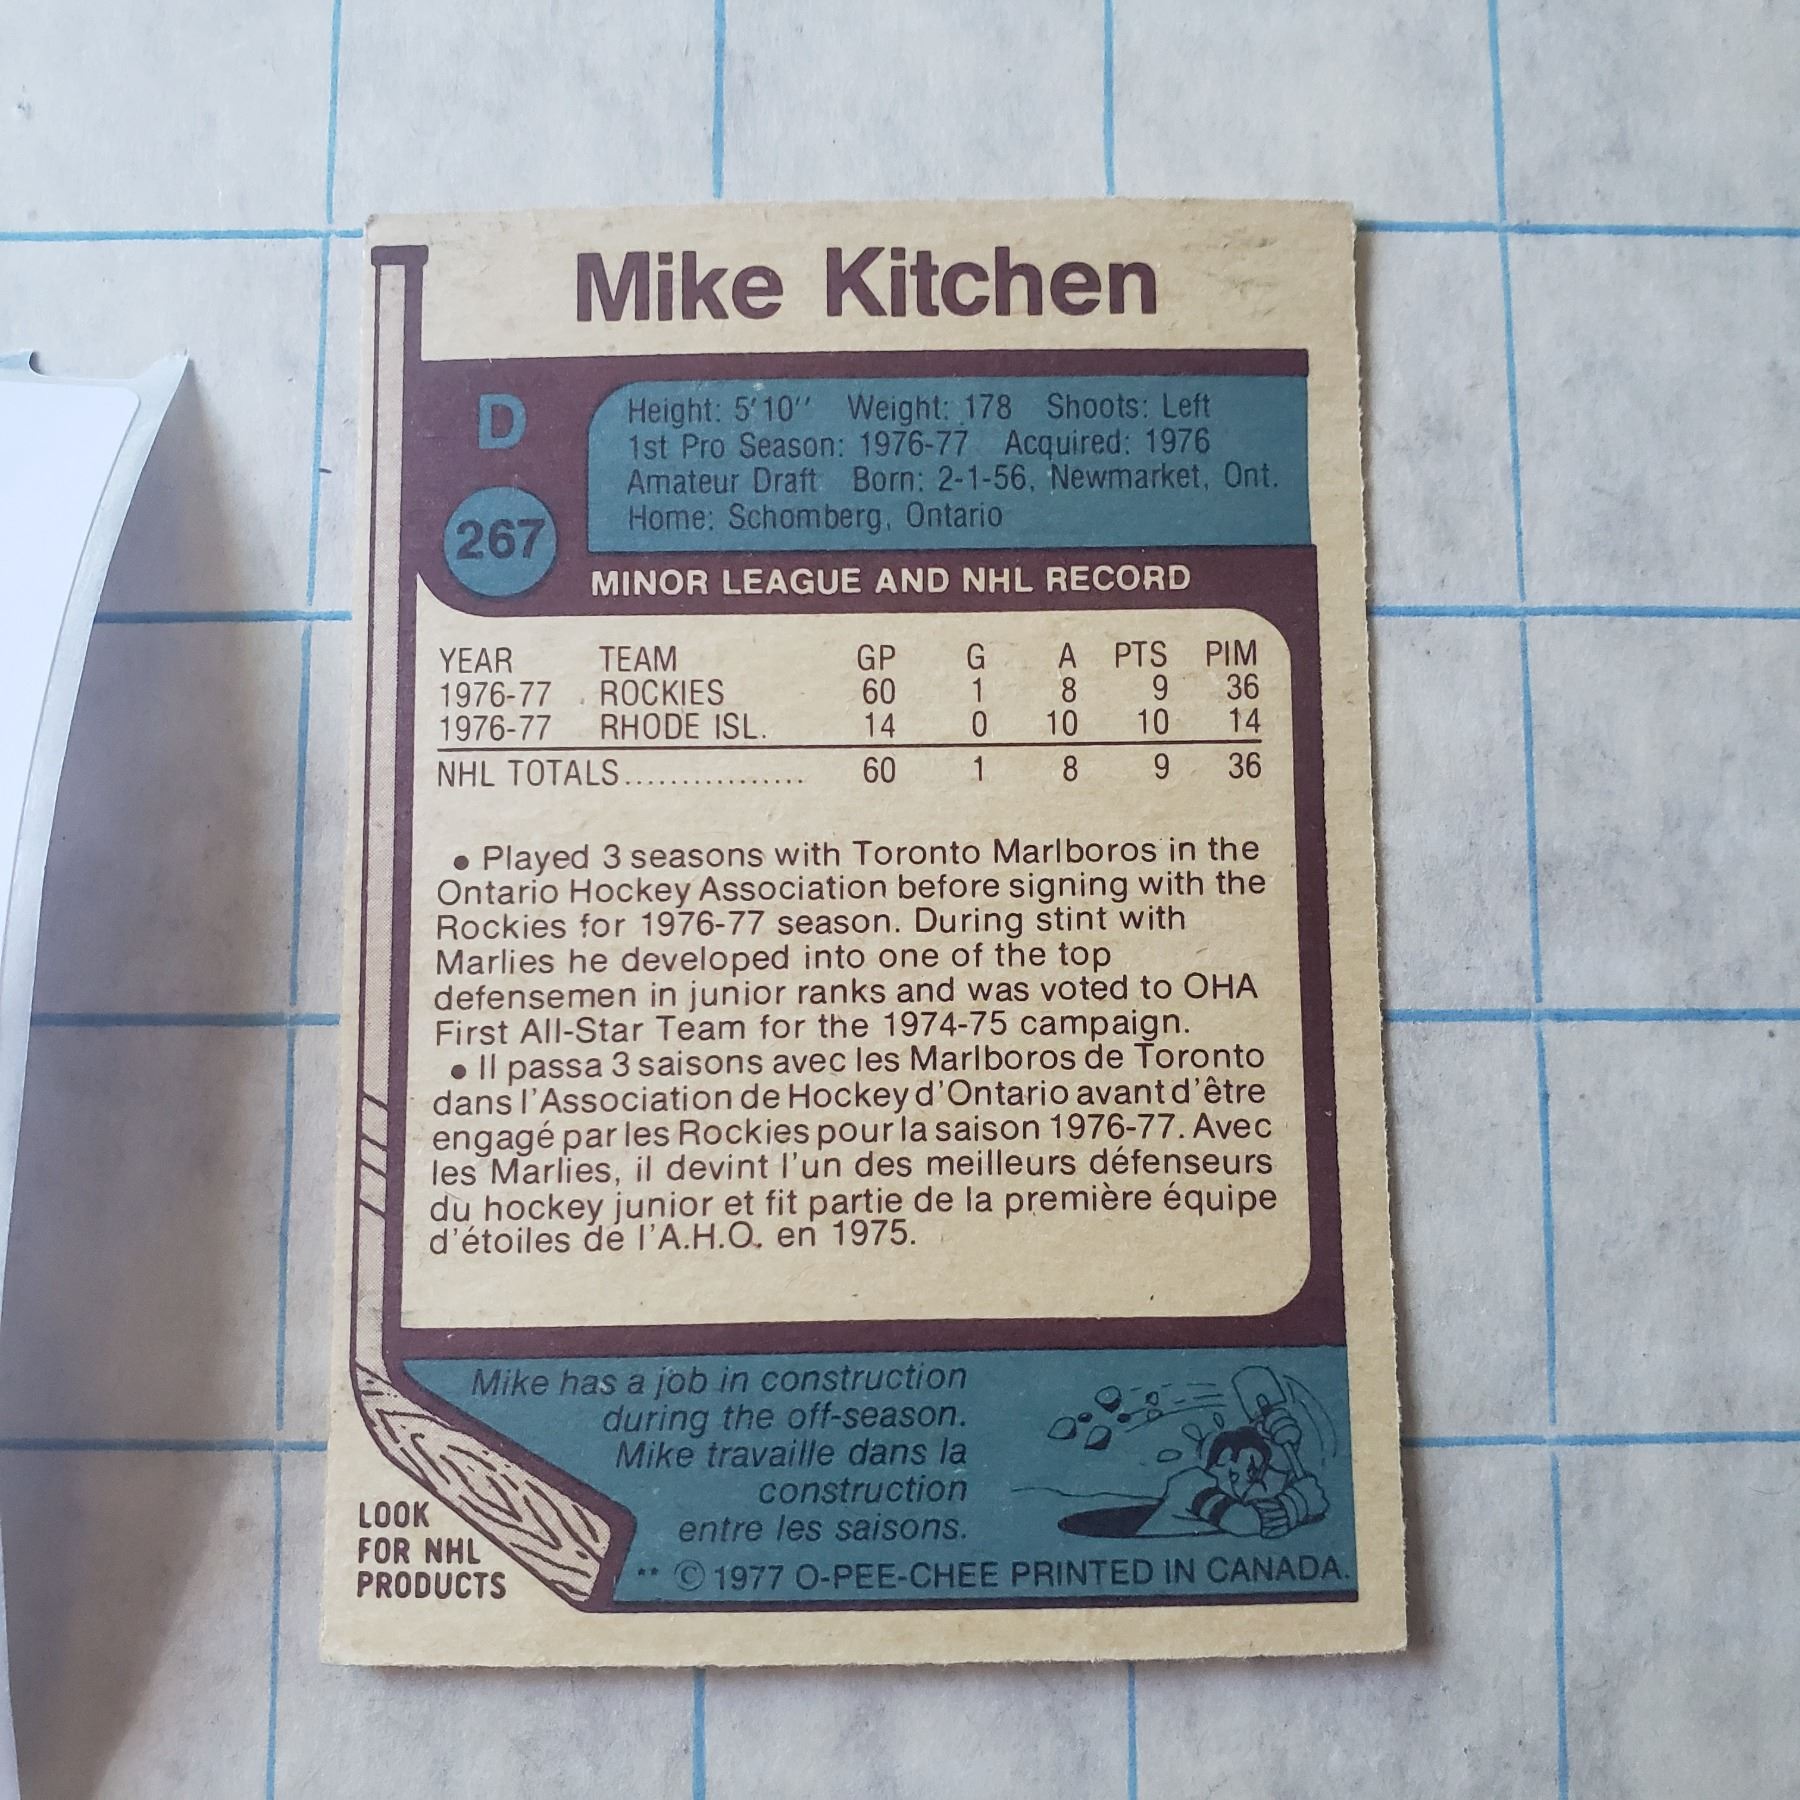 Mike Kitchen
D
267
Height: 5'10'' Weight: 178 Shoots: Left
1st Pro Season: 1976-77 Acquired: 1976
Amateur Draft Born: 2-1-56, Newmarket, Ont.
Home: Schomberg, Ontario
MINOR LEAGUE AND NHL RECORD
YEAR TEAM GP G A PTS PIM
1976-77 ROCKIES 60 1 8 9 36
1976-77 RHODE ISL. 14 0 10 10 14
NHL TOTALS................ 60 1 8 9 36
• Played 3 seasons with Toronto Marlboros in the
Ontario Hockey Association before signing with the
Rockies for 1976-77 season. During stint with
Marlies he developed into one of the top
defensemen in junior ranks and was voted to OHA
First All-Star Team for the 1974-75 campaign.
• Il passa 3 saisons avec les Marlboros de Toronto
dans l'Association de Hockey d'Ontario avant d'être
engagé par les Rockies pour la saison 1976-77. Avec
les Marlies, il devint l'un des meilleurs défenseurs
du hockey junior et fit partie de la première équipe
d'étoiles de l'A.H.O. en 1975.
Mike has a job in construction
during the off-season.
Mike travaille dans la
construction
entre les saisons.
LOOK
FOR NHL
PRODUCTS
** © 1977 O-PEE-CHEE PRINTED IN CANADA.